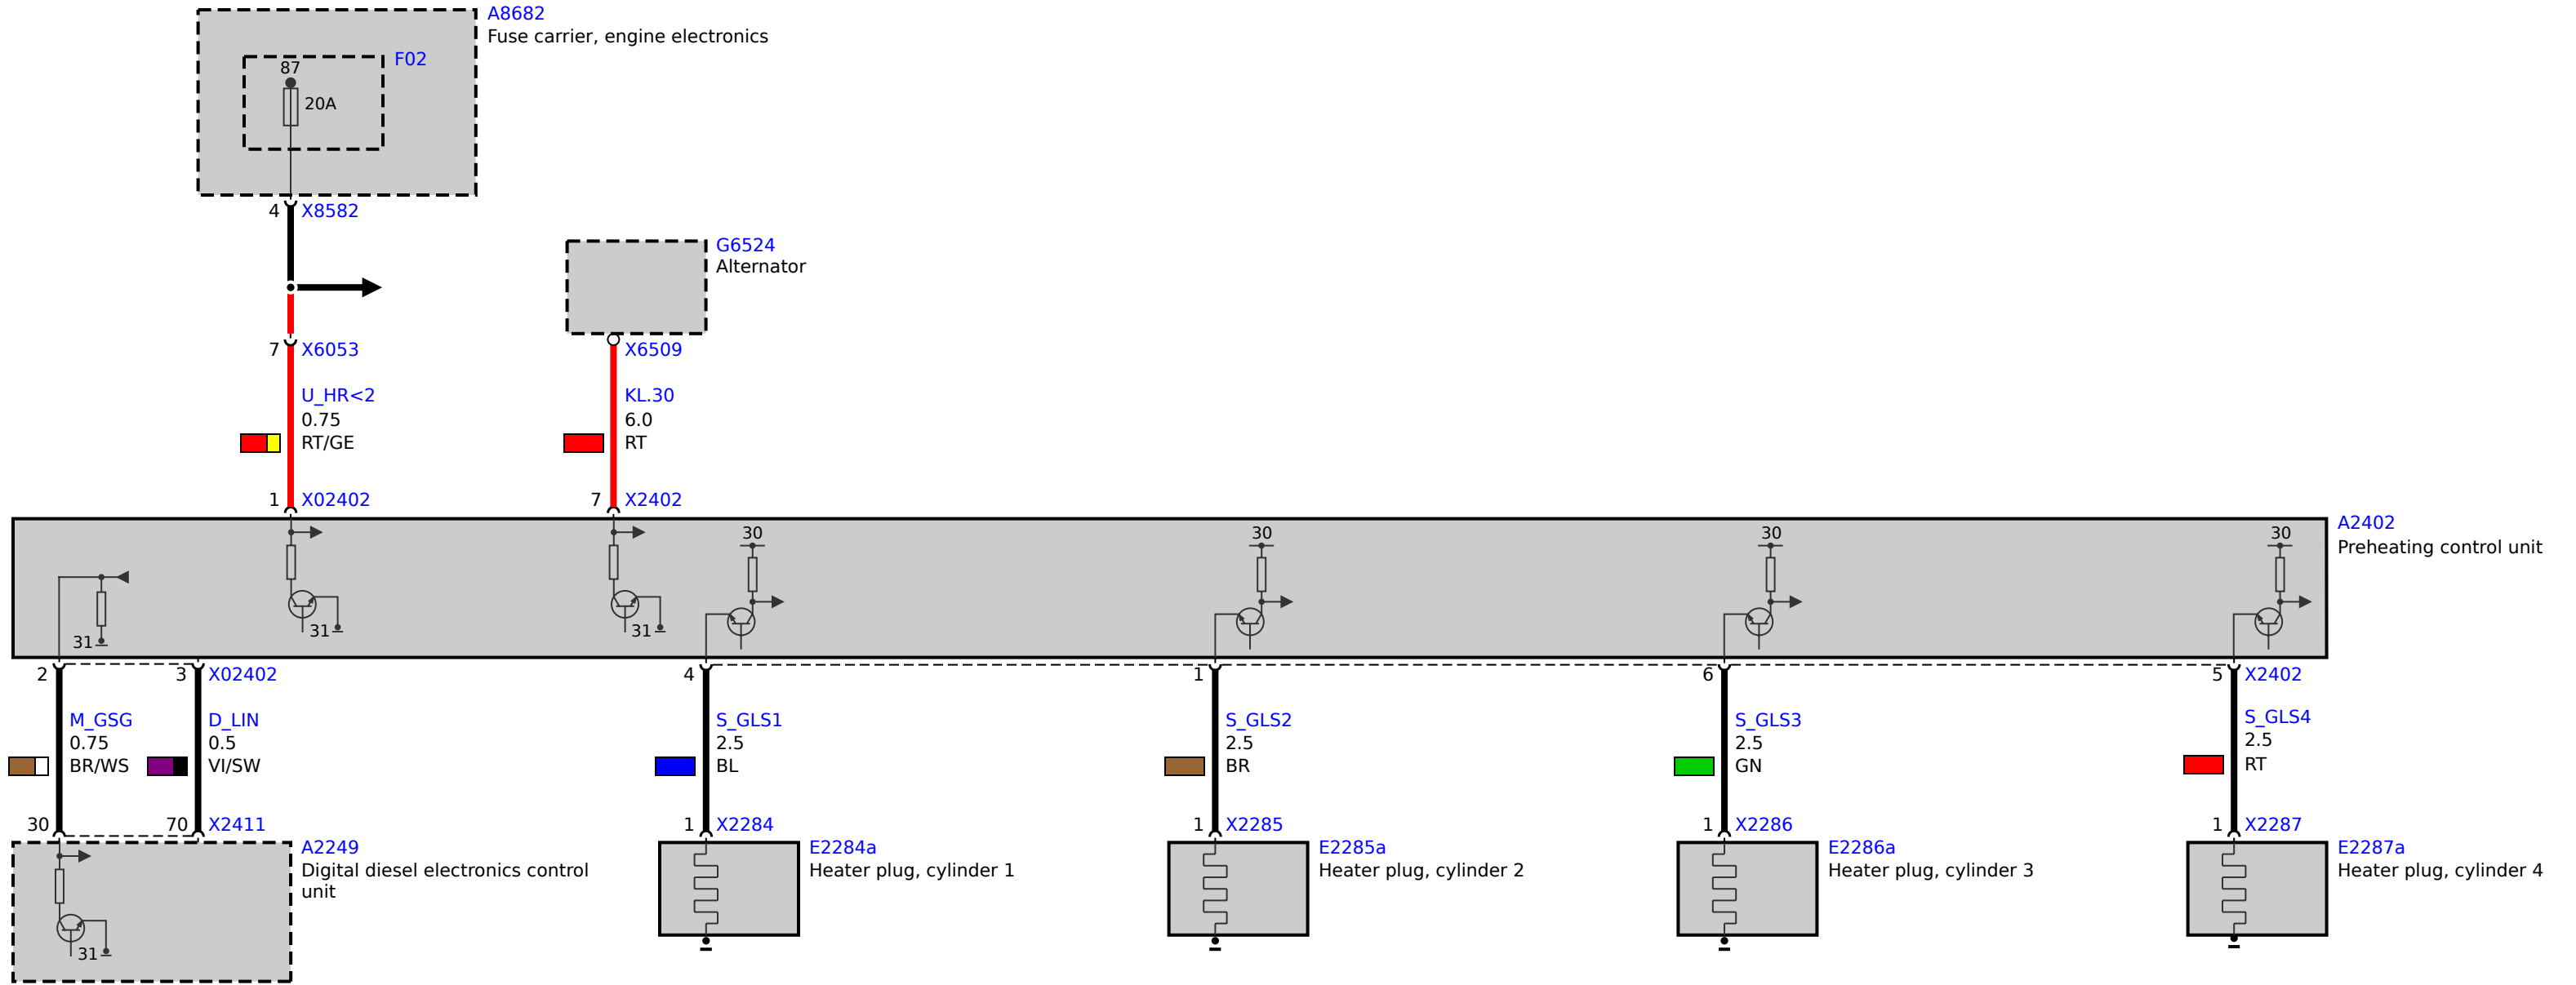 A8682
Fuse carrier, engine electronics
F02
87
20A
4 X8582
G6524
Alternator
7 X6053
X6509
U_HR<2
0.75
RT/GE
KL.30
6.0
RT
1 X02402
7 X2402
A2402
Preheating control unit
30
30
30
30
31
31
31
2
3 X02402
4
1
6
5 X2402
M_GSG
0.75
BR/WS
D_LIN
0.5
VI/SW
S_GLS1
2.5
BL
S_GLS2
2.5
BR
S_GLS3
2.5
GN
S_GLS4
2.5
RT
30
70 X2411
1 X2284
1 X2285
1 X2286
1 X2287
A2249
Digital diesel electronics control
unit
31
E2284a
Heater plug, cylinder 1
E2285a
Heater plug, cylinder 2
E2286a
Heater plug, cylinder 3
E2287a
Heater plug, cylinder 4